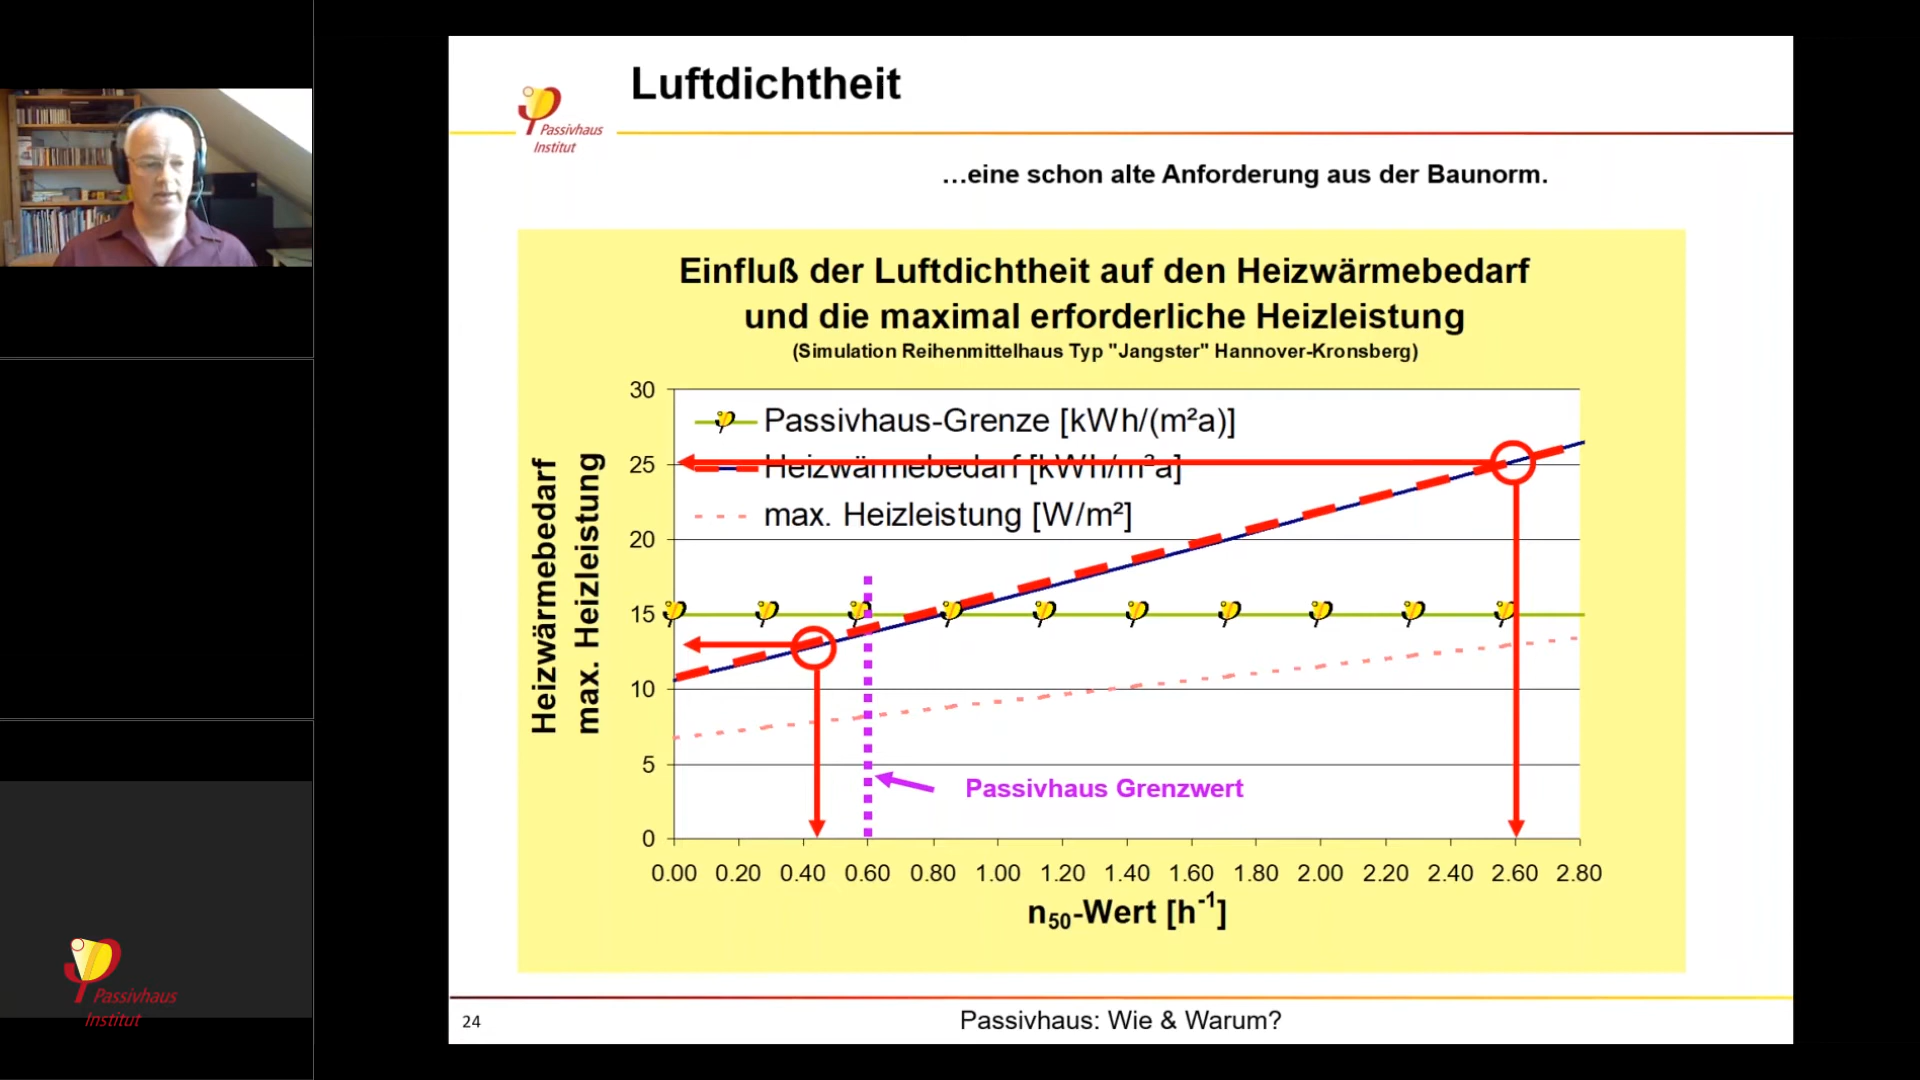 Luftdichtheit
Passivhaus
Institut
…eine schon alte Anforderung aus der Baunorm.
Einfluß der Luftdichtheit auf den Heizwärmebedarf
und die maximal erforderliche Heizleistung
(Simulation Reihenmittelhaus Typ "Jangster" Hannover-Kronsberg)
Heizwärmebedarf
max. Heizleistung
30
25
20
15
10
5
0
Passivhaus-Grenze [kWh/(m²a)]
Heizwärmebedarf [kWh/m²a]
max. Heizleistung [W/m²]
Passivhaus Grenzwert
0.00 0.20 0.40 0.60 0.80 1.00 1.20 1.40 1.60 1.80 2.00 2.20 2.40 2.60 2.80
n50-Wert [h-1]
24
Passivhaus: Wie & Warum?
Passivhaus
Institut